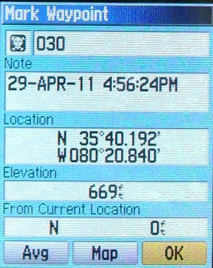 Mark Waypoint
030
Note
29-APR-11 4:56:24PM
Location
N 35°40.192'
W 080°20.840'
Elevation
669ft
From Current Location
N 0ft
Avg Map OK